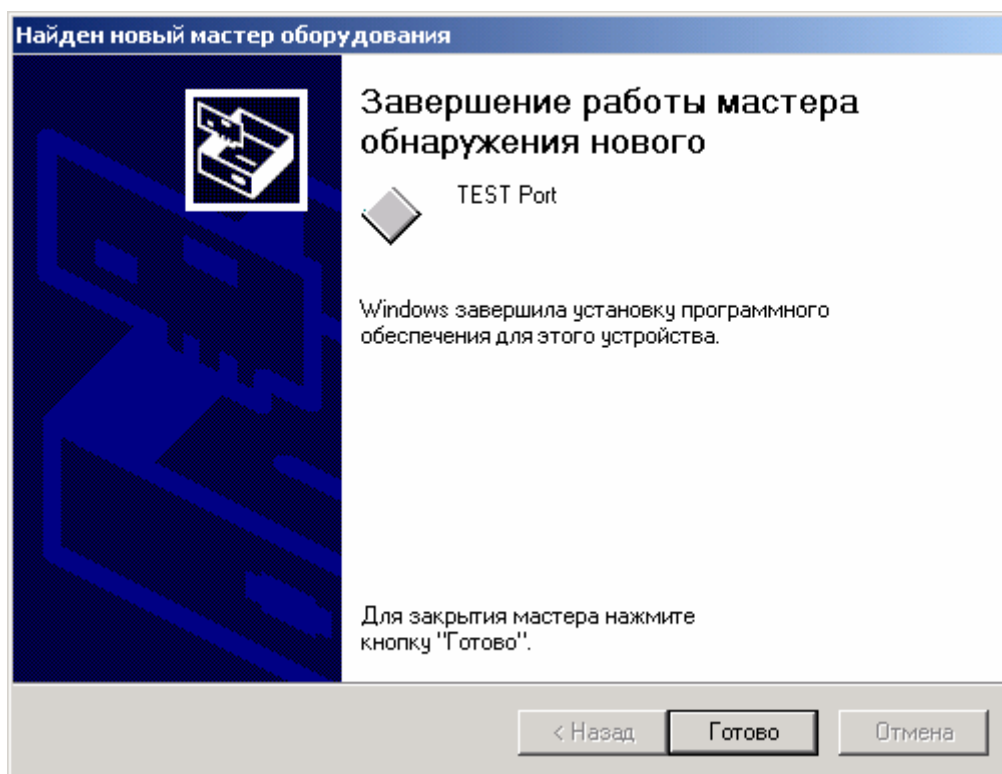 Найден новый мастер оборудования
Завершение работы мастера
обнаружения нового
TEST Port
Windows завершила установку программного
обеспечения для этого устройства.
Для закрытия мастера нажмите
кнопку "Готово".
< Назад
Готово
Отмена